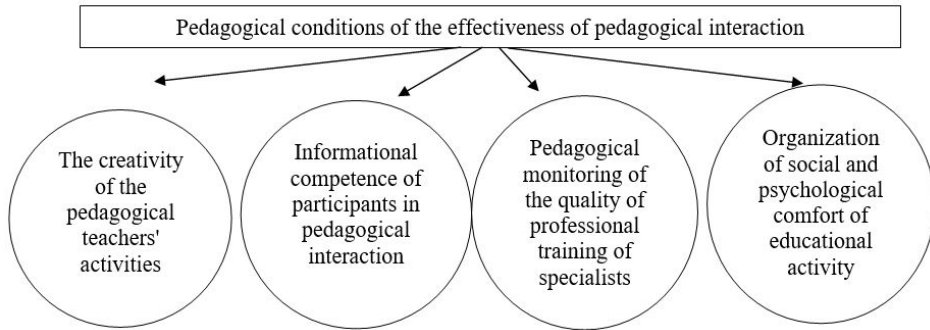 Pedagogical conditions of the effectiveness of pedagogical interaction
The creativity
of the
pedagogical
teachers'
activities
Informational
competence of
participants in
pedagogical
interaction
Pedagogical
monitoring of
the quality of
professional
training of
specialists
Organization
of social and
psychological
comfort of
educational
activity